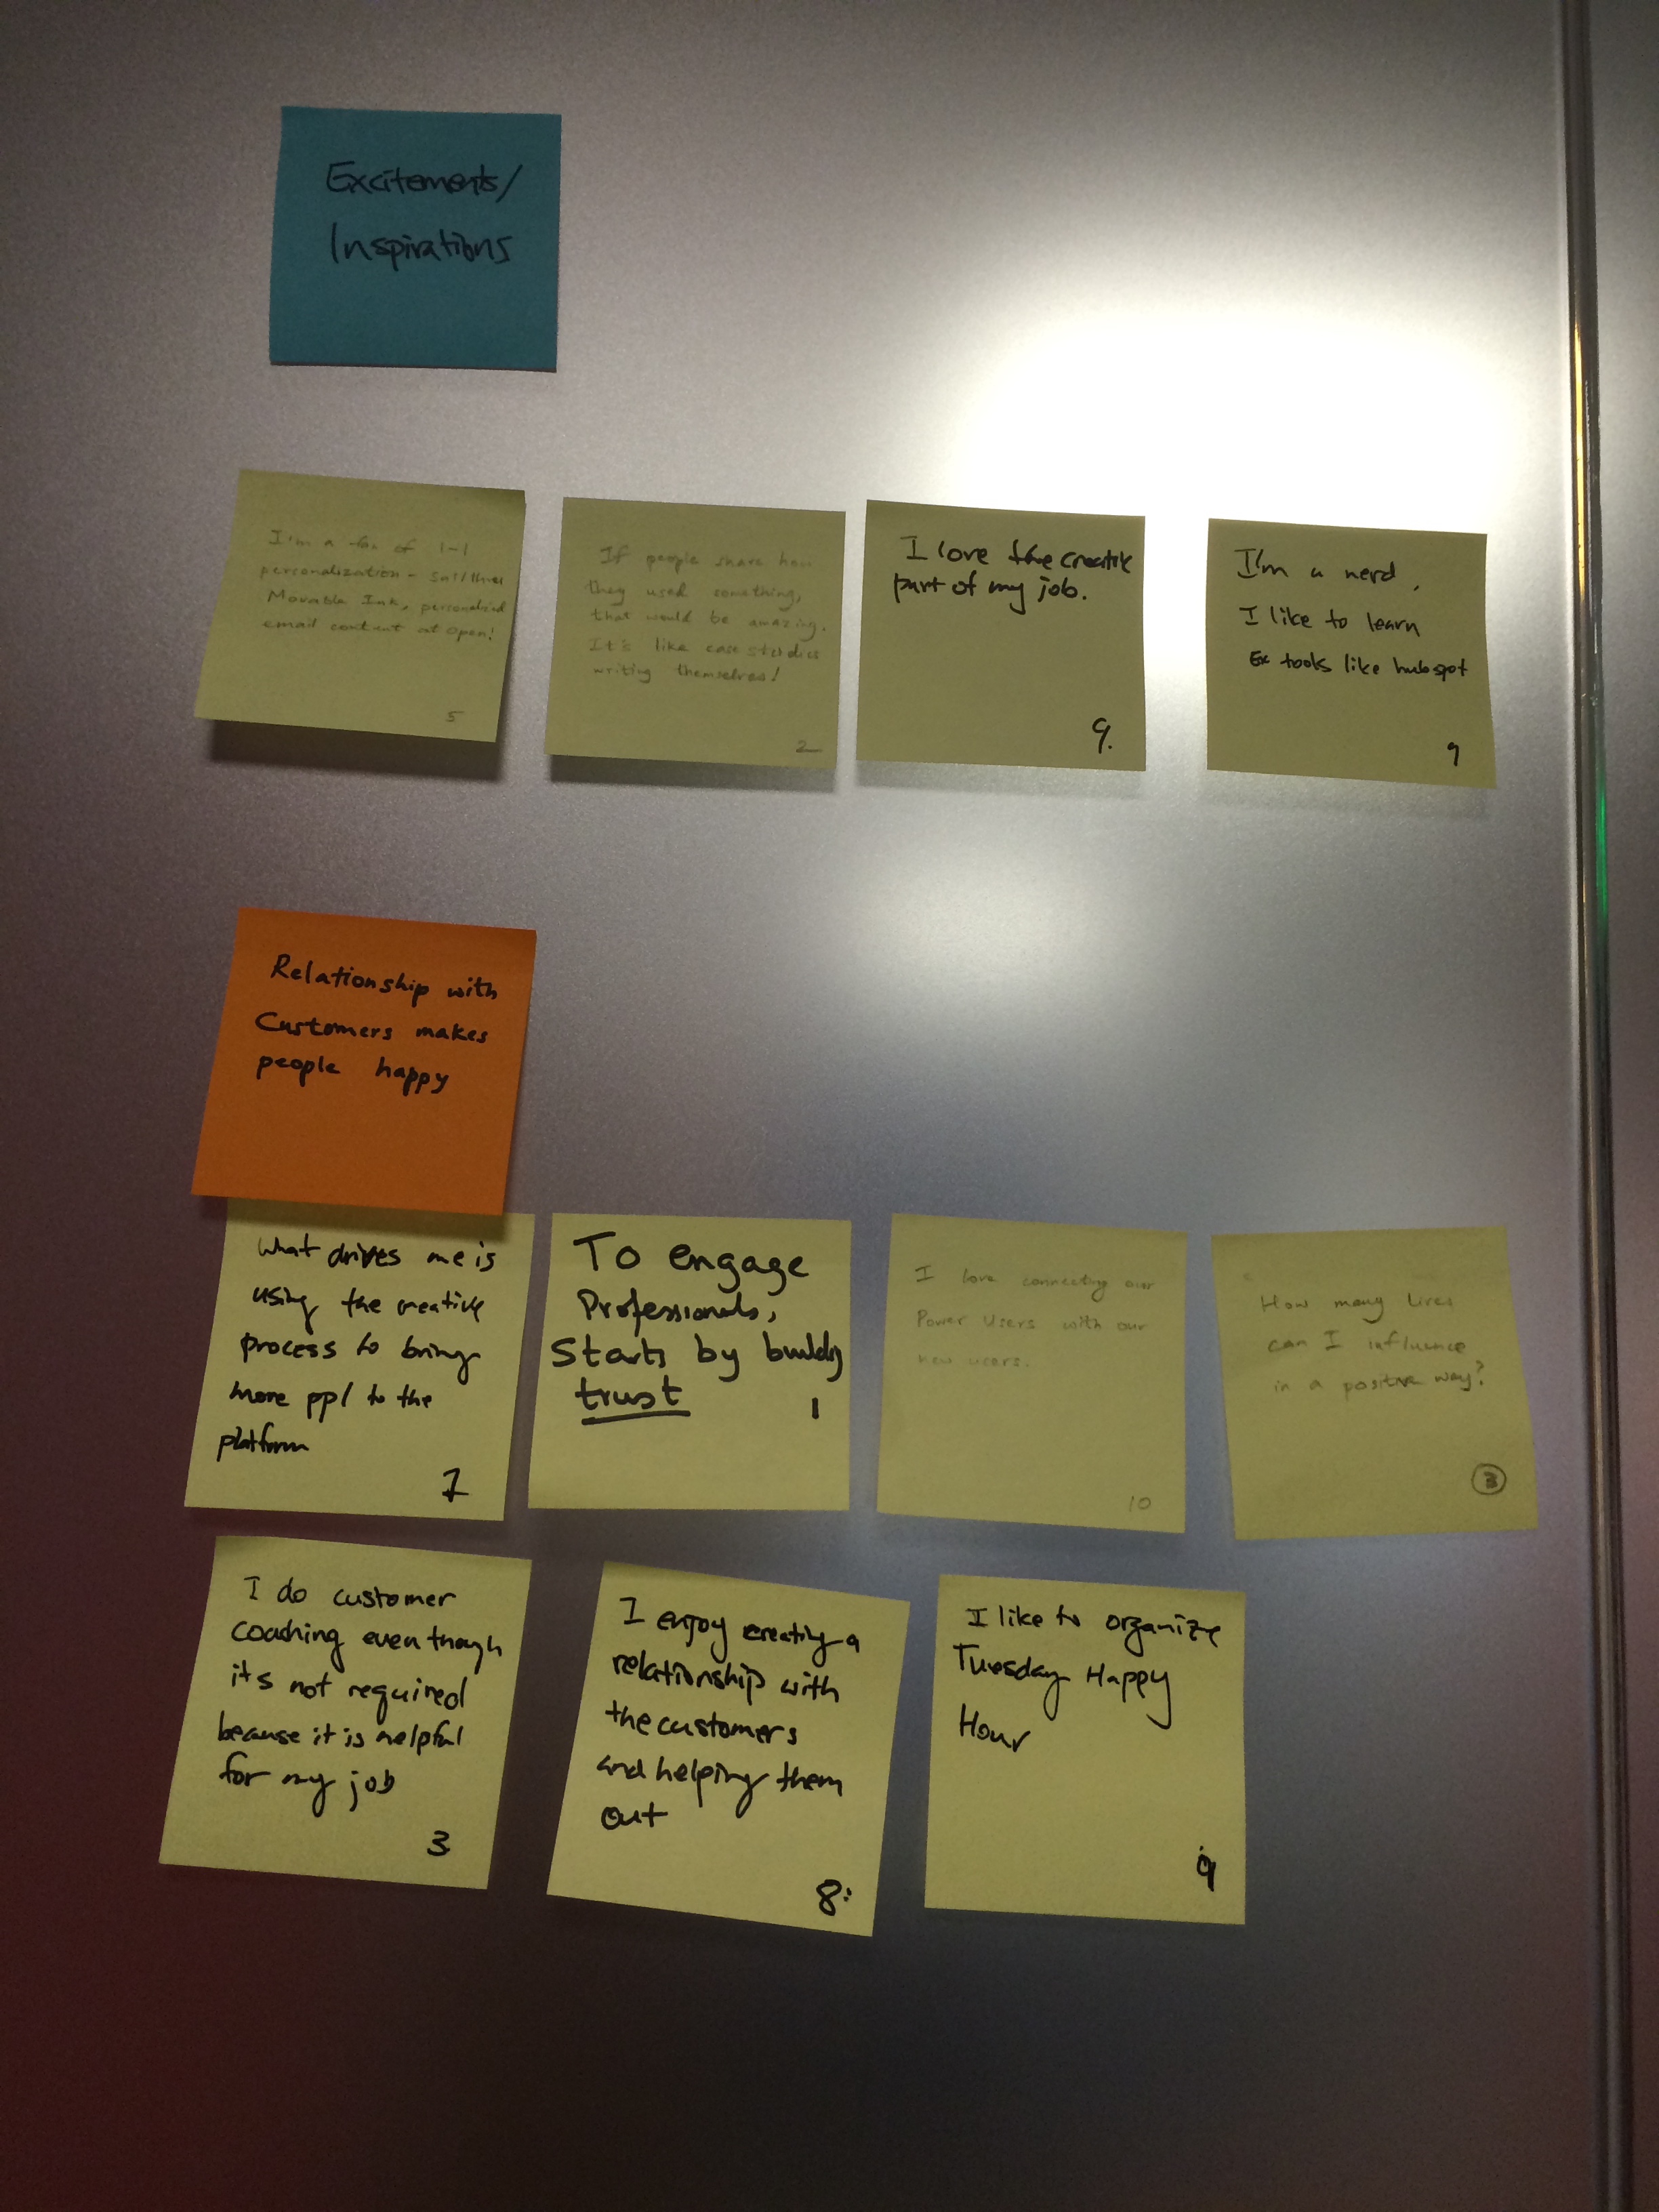 Excitements/
Inspirations
I'm a fan of 1-1
personalization -
Movable Ink, personalized
email content at open!
5
If people share how
they used something,
that would be amazing.
It's like case studies
writing themselves!
2
I love the creative
part of my job.
9.
I'm a nerd,
I like to learn
Ex tools like hubspot
9
Relationship with
Customers makes
people happy
What drives me is
using the creative
process to bring
more ppl to the
platform
To engage
Professionals,
Starts by building
trust
1
I love connecting our
Power Users with our
new users.
10
How many lives
can I influence
in a positive way?
3
I do customer
coaching even though
it's not required
because it is helpful
for my job
3
I enjoy creating a
relationship with
the customers
and helping them
out
8
I like to organize
Tuesday Happy
Hour
9